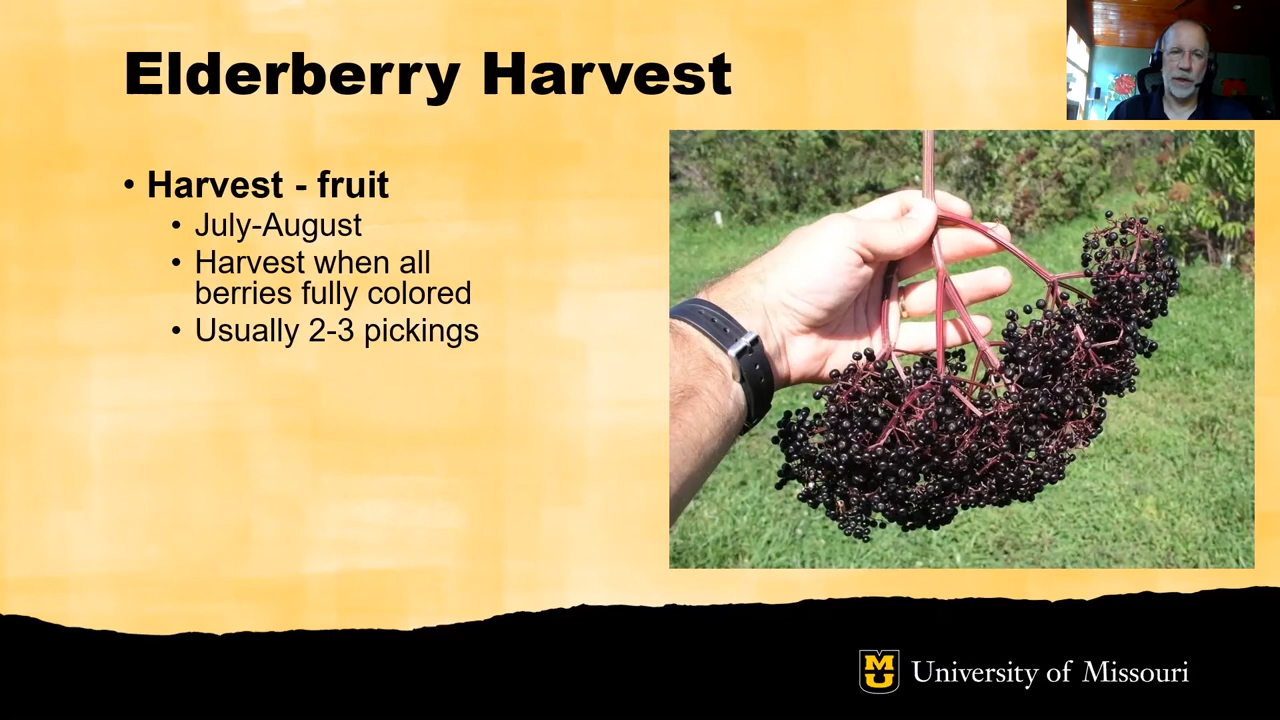 Elderberry Harvest
• Harvest - fruit
• July-August
• Harvest when all
berries fully colored
• Usually 2-3 pickings
MU
University of Missouri